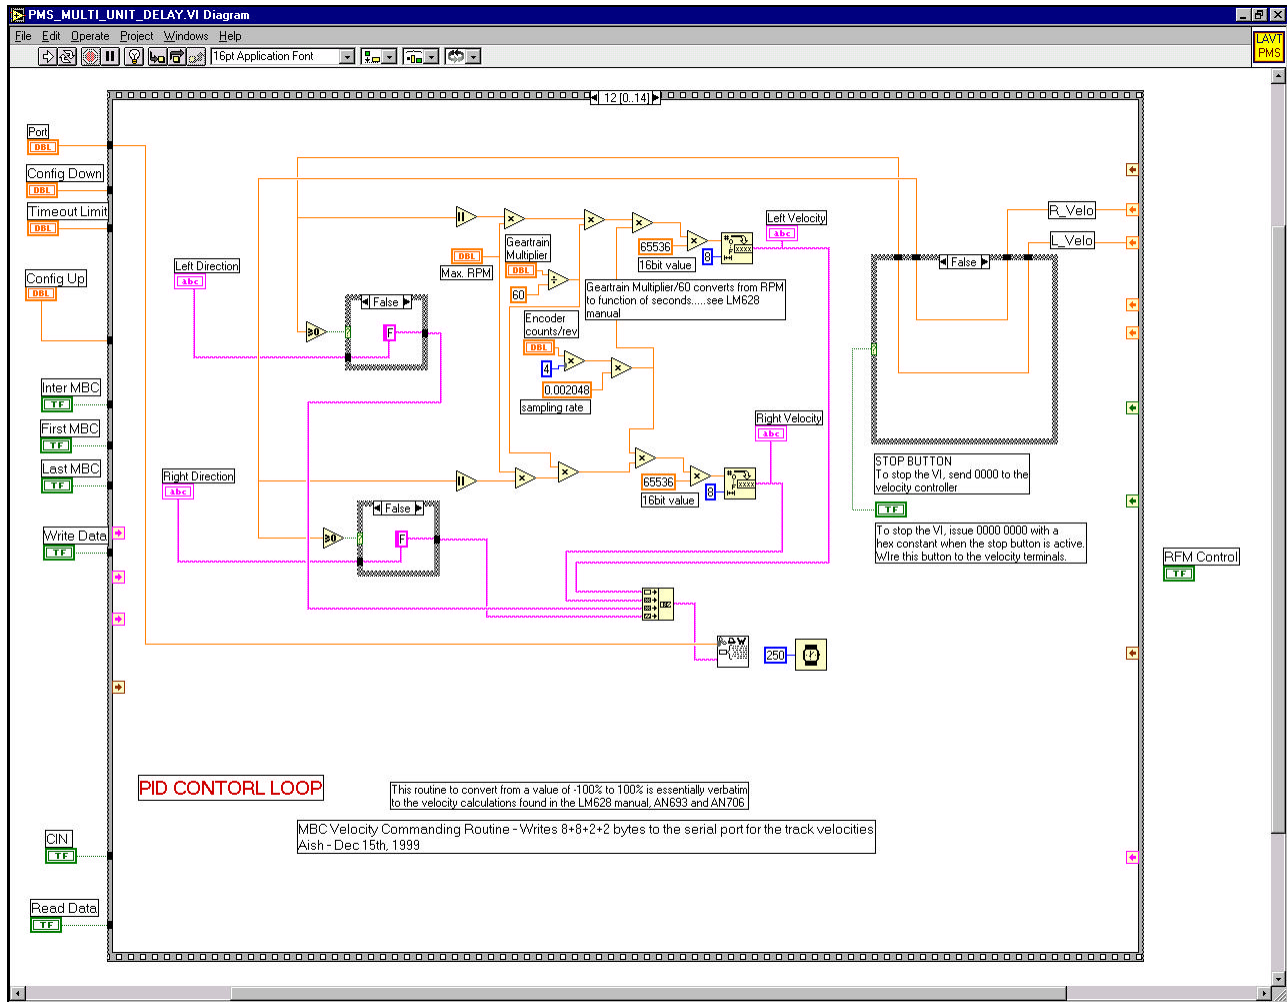 PMS_MULTI_UNIT_DELAY.VI Diagram
File Edit Operate Project Windows Help
16pt Application Font
LAVT
PMS
12 [0..14]
Port
DBL
Config Down
DBL
Timeout Limit
DBL
Config Up
DBL
Inter MBC
TF
First MBC
TF
Last MBC
TF
Write Data
TF
CIN
TF
Read Data
TF
Left Direction
abc
False
F
≥0
Right Direction
abc
False
F
≥0
Max. RPM
DBL
Geartrain
Multiplier
DBL
60
65536
16bit value
8
Left Velocity
abc
Geartrain Multiplier/60 converts from RPM
to function of seconds.....see LM628
manual
Encoder
counts/rev
DBL
4
0.002048
sampling rate
65536
16bit value
8
Right Velocity
abc
R_Velo
L_Velo
False
STOP BUTTON
To stop the VI, send 0000 to the
velocity controller
TF
To stop the VI, issue 0000 0000 with a
hex constant when the stop button is active.
WIre this button to the velocity terminals.
RFM Control
TF
250
PID CONTORL LOOP
This routine to convert from a value of -100% to 100% is essentially verbatim
to the velocity calculations found in the LM628 manual, AN693 and AN706
MBC Velocity Commanding Routine - Writes 8+8+2+2 bytes to the serial port for the track velocities
Aish - Dec 15th, 1999